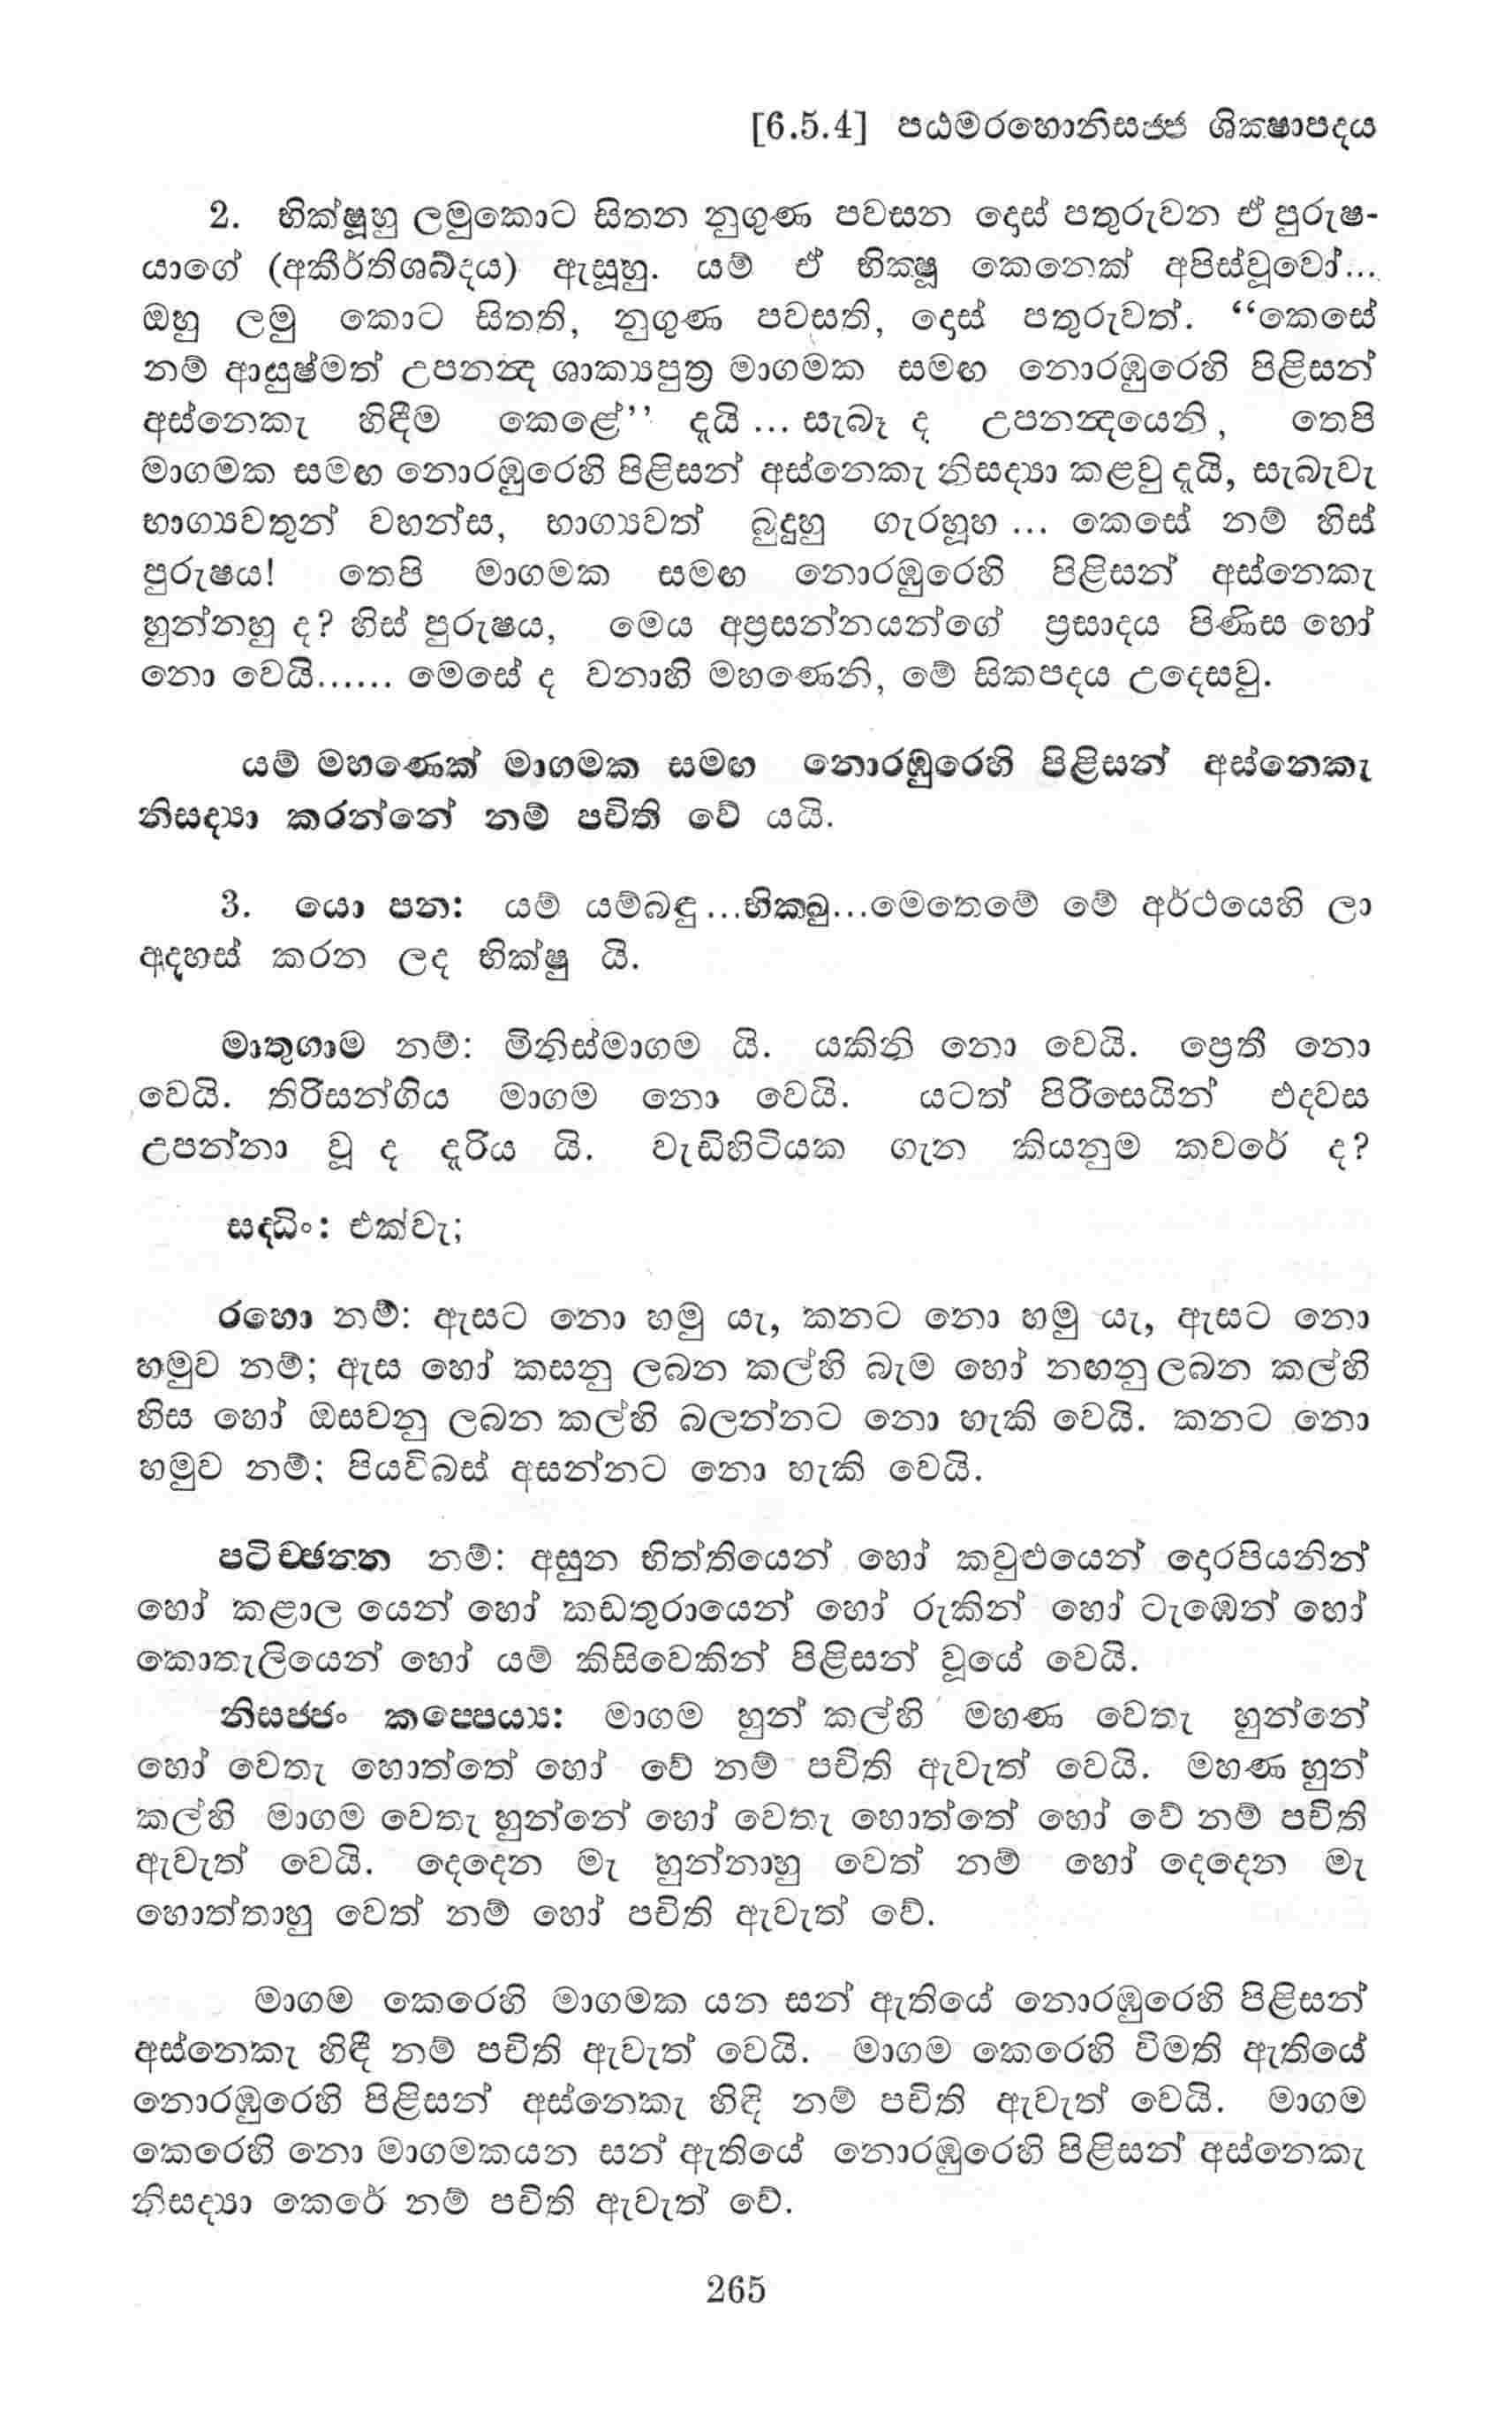 [6.5.4] පඨමරහොනිසජ්ජ ශික්‍ෂාපදය
2. භික්ෂූහු ලමුකොට සිතන නුගුණ පවසන දොස් පතුරුවන ඒ පුරුෂ-
යාගේ (අකීර්තිශබ්දය) ඇසූහු. යම් ඒ භික්‍ෂූ කෙනෙක් අපිස්වූවෝ...
ඔහු ලමු කොට සිතති, නුගුණ පවසති, දොස් පතුරුවත්. “කෙසේ
නම් ආයුෂ්මත් උපනන්‍ද ශාක්‍යපුත්‍ර මාගමක සමඟ නොරඹුරෙහි පිළිසන්
අස්නෙකැ හිඳීම කෙළේ’’ දැයි ... සැබෑ ද උපනන්‍දයෙනි, තෙපි
මාගමක සමඟ නොරඹුරෙහි පිළිසන් අස්නෙකැ නිසද්‍යා කළවු දැයි, සැබැවැ
භාග්‍යවතුන් වහන්ස, භාග්‍යවත් බුදුහු ගැරහූහ ... කෙසේ නම් හිස්
පුරුෂය! තෙපි මාගමක සමඟ නොරඹුරෙහි පිළිසන් අස්නෙකැ
හුන්නහු ද? හිස් පුරුෂය, මෙය අප්‍රසන්නයන්ගේ ප්‍රසාදය පිණිස හෝ
නො වෙයි...... මෙසේ ද වනාහි මහණෙනි, මේ සිකපදය උදෙසවු.
යම් මහණෙක් මාගමක සමඟ නොරඹුරෙහි පිළිසන් අස්නෙකැ
නිසද්‍යා කරන්නේ නම් පචිති වේ යයි.
3. යො පන: යම් යම්බඳු...භික්‍ඛු...මෙතෙමේ මේ අර්ථයෙහි ලා
අදහස් කරන ලද භික්ෂු යි.
මාතුගාම නම්: මිනිස්මාගම යි. යකිනි නො වෙයි. ප්‍රෙතී නො
වෙයි. තිරිසන්ගිය මාගම නො වෙයි. යටත් පිරිසෙයින් එදවස
උපන්නා වූ ද දැරිය යි. වැඩිහිටියක ගැන කියනුම කවරේ ද?
සද්‍ධිං: එක්වැ;
රහො නම්: ඇසට නො හමු යැ, කනට නො හමු යැ, ඇසට නො
හමුව නම්; ඇස හෝ කසනු ලබන කල්හි බැම හෝ නඟනු ලබන කල්හි
හිස හෝ ඔසවනු ලබන කල්හි බලන්නට නො හැකි වෙයි. කනට නො
හමුව නම්; පියවිබස් අසන්නට නො හැකි වෙයි.
පටිච්ඡන්න නම්: අසුන භිත්තියෙන් හෝ කවුළුයෙන් දොරපියනින්
හෝ කළාල යෙන් හෝ කඩතුරායෙන් හෝ රුකින් හෝ ටැඹෙන් හෝ
කොතැලියෙන් හෝ යම් කිසිවෙකින් පිළිසන් වූයේ වෙයි.
නිසජ්ජං කප්පෙය්‍ය: මාගම හුන් කල්හි මහණ වෙතැ හුන්නේ
හෝ වෙතැ හොත්තේ හෝ වේ නම් පචිති ඇවැත් වෙයි. මහණ හුන්
කල්හි මාගම වෙතැ හුන්නේ හෝ වෙතැ හොත්තේ හෝ වේ නම් පචිති
ඇවැත් වෙයි. දෙදෙන මැ හුන්නාහු වෙත් නම් හෝ දෙදෙන මැ
හොත්තාහු වෙත් නම් හෝ පචිති ඇවැත් වේ.
මාගම කෙරෙහි මාගමක යන සන් ඇතියේ නොරඹුරෙහි පිළිසන්
අස්නෙකැ හිඳී නම් පචිති ඇවැත් වෙයි. මාගම කෙරෙහි විමති ඇතියේ
නොරඹුරෙහි පිළිසන් අස්නෙකැ හිඳි නම් පචිති ඇවැත් වෙයි. මාගම
කෙරෙහි නො මාගමකයන සන් ඇතියේ නොරඹුරෙහි පිළිසන් අස්නෙකැ
නිසද්‍යා කෙරේ නම් පචිති ඇවැත් වේ.
265